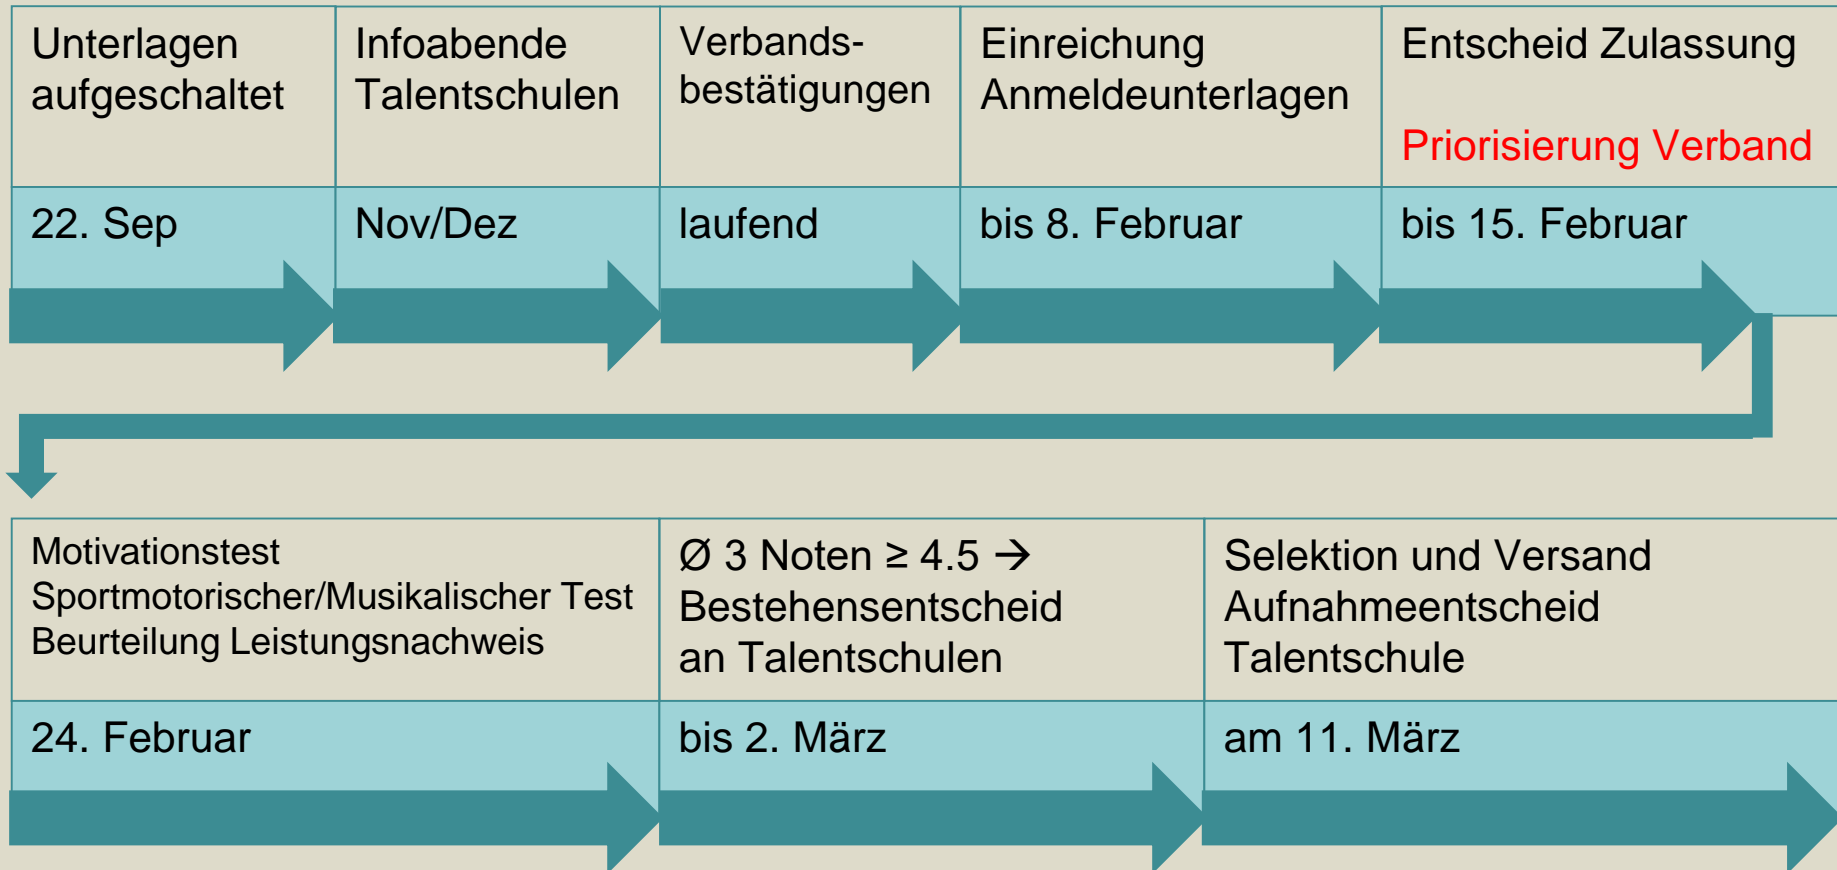 Unterlagen
aufgeschaltet
Infoabende
Talentschulen
Verbands-
bestätigungen
Einreichung
Anmeldeunterlagen
Entscheid Zulassung
Priorisierung Verband
22. Sep
Nov/Dez
laufend
bis 8. Februar
bis 15. Februar
Motivationstest
Sportmotorischer/Musikalischer Test
Beurteilung Leistungsnachweis
Ø 3 Noten ≥ 4.5 →
Bestehensentscheid
an Talentschulen
Selektion und Versand
Aufnahmeentscheid
Talentschule
24. Februar
bis 2. März
am 11. März